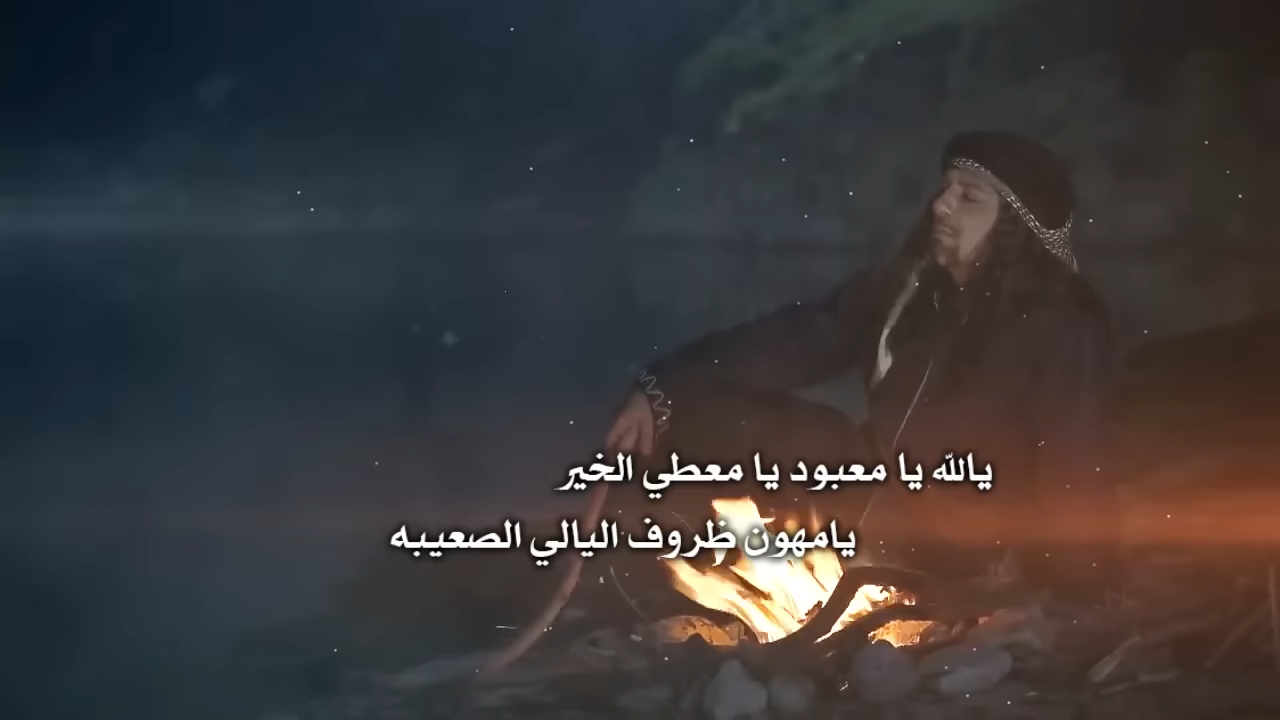 يالله يا معبود يا معطي الخير
يامهون ظروف اليالي الصعيبه